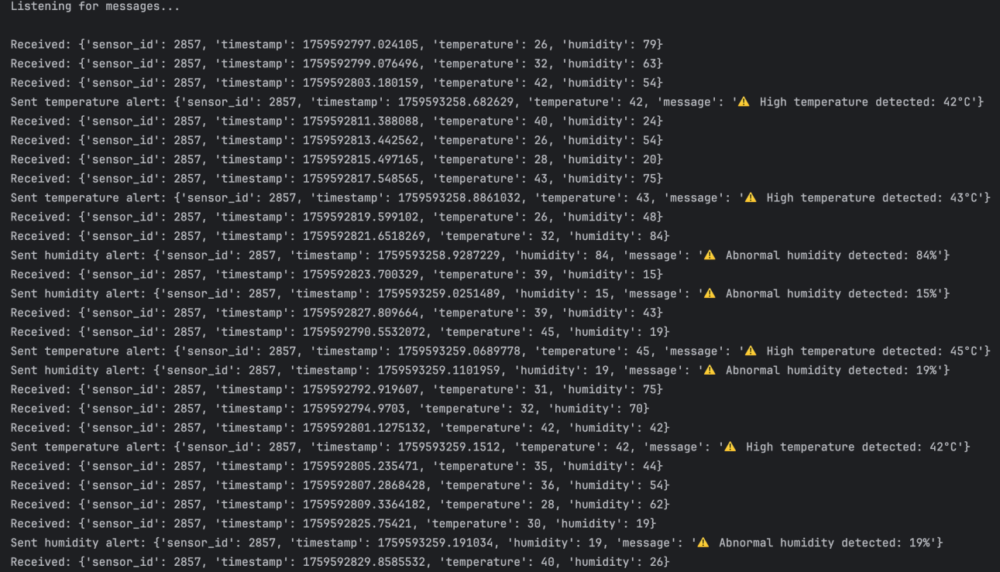 Listening for messages...
Received: {'sensor_id': 2857, 'timestamp': 1759592797.024105, 'temperature': 26, 'humidity': 79}
Received: {'sensor_id': 2857, 'timestamp': 1759592799.076496, 'temperature': 32, 'humidity': 63}
Received: {'sensor_id': 2857, 'timestamp': 1759592803.180159, 'temperature': 42, 'humidity': 54}
Sent temperature alert: {'sensor_id': 2857, 'timestamp': 1759593258.682629, 'temperature': 42, 'message': '⚠️ High temperature detected: 42°C'}
Received: {'sensor_id': 2857, 'timestamp': 1759592811.388088, 'temperature': 40, 'humidity': 24}
Received: {'sensor_id': 2857, 'timestamp': 1759592813.442562, 'temperature': 26, 'humidity': 54}
Received: {'sensor_id': 2857, 'timestamp': 1759592815.497165, 'temperature': 28, 'humidity': 20}
Received: {'sensor_id': 2857, 'timestamp': 1759592817.548565, 'temperature': 43, 'humidity': 75}
Sent temperature alert: {'sensor_id': 2857, 'timestamp': 1759593258.8861032, 'temperature': 43, 'message': '⚠️ High temperature detected: 43°C'}
Received: {'sensor_id': 2857, 'timestamp': 1759592819.599102, 'temperature': 26, 'humidity': 48}
Received: {'sensor_id': 2857, 'timestamp': 1759592821.6518269, 'temperature': 32, 'humidity': 84}
Sent humidity alert: {'sensor_id': 2857, 'timestamp': 1759593258.9287229, 'humidity': 84, 'message': '⚠️ Abnormal humidity detected: 84%'}
Received: {'sensor_id': 2857, 'timestamp': 1759592823.700329, 'temperature': 39, 'humidity': 15}
Sent humidity alert: {'sensor_id': 2857, 'timestamp': 1759593259.0251489, 'humidity': 15, 'message': '⚠️ Abnormal humidity detected: 15%'}
Received: {'sensor_id': 2857, 'timestamp': 1759592827.809664, 'temperature': 39, 'humidity': 43}
Received: {'sensor_id': 2857, 'timestamp': 1759592790.5532072, 'temperature': 45, 'humidity': 19}
Sent temperature alert: {'sensor_id': 2857, 'timestamp': 1759593259.0689778, 'temperature': 45, 'message': '⚠️ High temperature detected: 45°C'}
Sent humidity alert: {'sensor_id': 2857, 'timestamp': 1759593259.1101959, 'humidity': 19, 'message': '⚠️ Abnormal humidity detected: 19%'}
Received: {'sensor_id': 2857, 'timestamp': 1759592792.919607, 'temperature': 31, 'humidity': 75}
Received: {'sensor_id': 2857, 'timestamp': 1759592794.9703, 'temperature': 32, 'humidity': 70}
Received: {'sensor_id': 2857, 'timestamp': 1759592801.1275132, 'temperature': 42, 'humidity': 42}
Sent temperature alert: {'sensor_id': 2857, 'timestamp': 1759593259.1512, 'temperature': 42, 'message': '⚠️ High temperature detected: 42°C'}
Received: {'sensor_id': 2857, 'timestamp': 1759592805.235471, 'temperature': 35, 'humidity': 44}
Received: {'sensor_id': 2857, 'timestamp': 1759592807.2868428, 'temperature': 36, 'humidity': 54}
Received: {'sensor_id': 2857, 'timestamp': 1759592809.3364182, 'temperature': 28, 'humidity': 62}
Received: {'sensor_id': 2857, 'timestamp': 1759592825.75421, 'temperature': 30, 'humidity': 19}
Sent humidity alert: {'sensor_id': 2857, 'timestamp': 1759593259.191034, 'humidity': 19, 'message': '⚠️ Abnormal humidity detected: 19%'}
Received: {'sensor_id': 2857, 'timestamp': 1759592829.8585532, 'temperature': 40, 'humidity': 26}